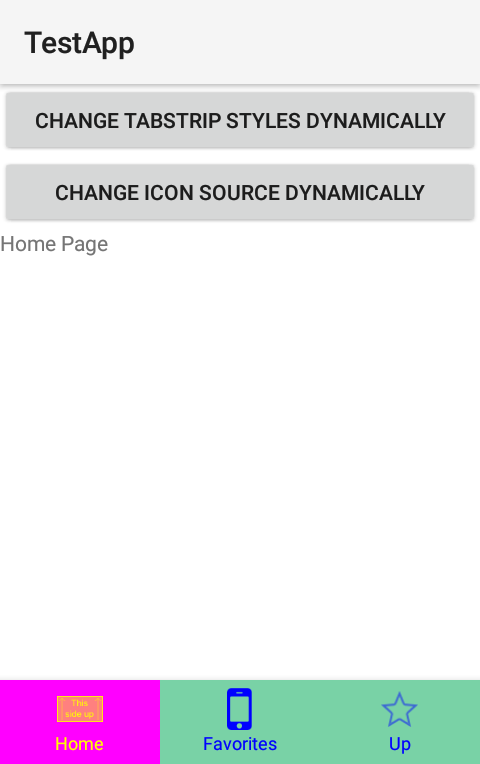 TestApp
CHANGE TABSTRIP STYLES DYNAMICALLY
CHANGE ICON SOURCE DYNAMICALLY
Home Page
This
side up
Home
Favorites
Up